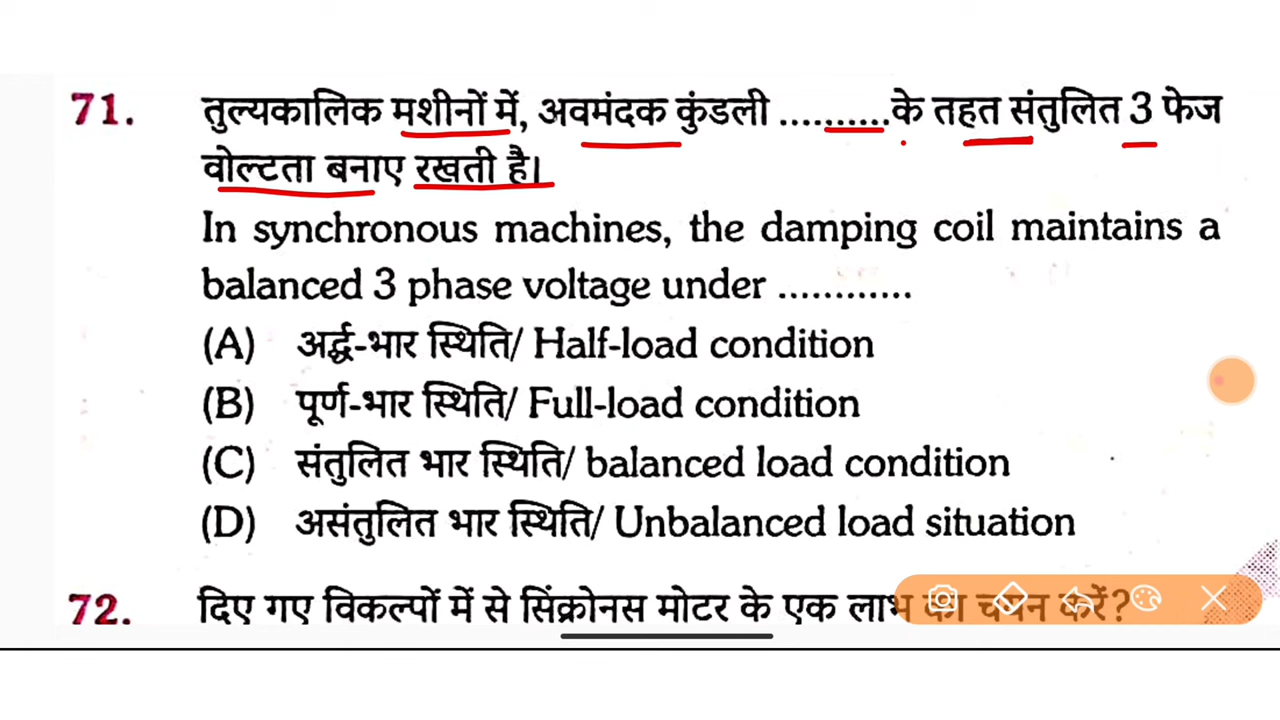 71. तुल्यकालिक मशीनों में, अवमंदक कुंडली ..........के तहत संतुलित 3 फेज
वोल्टता बनाए रखती है।
In synchronous machines, the damping coil maintains a
balanced 3 phase voltage under ............
(A) अर्द्ध-भार स्थिति/ Half-load condition
(B) पूर्ण-भार स्थिति/ Full-load condition
(C) संतुलित भार स्थिति/ balanced load condition
(D) असंतुलित भार स्थिति/ Unbalanced load situation
72. दिए गए विकल्पों में से सिंक्रोनस मोटर के एक लाभ का चयन करें?